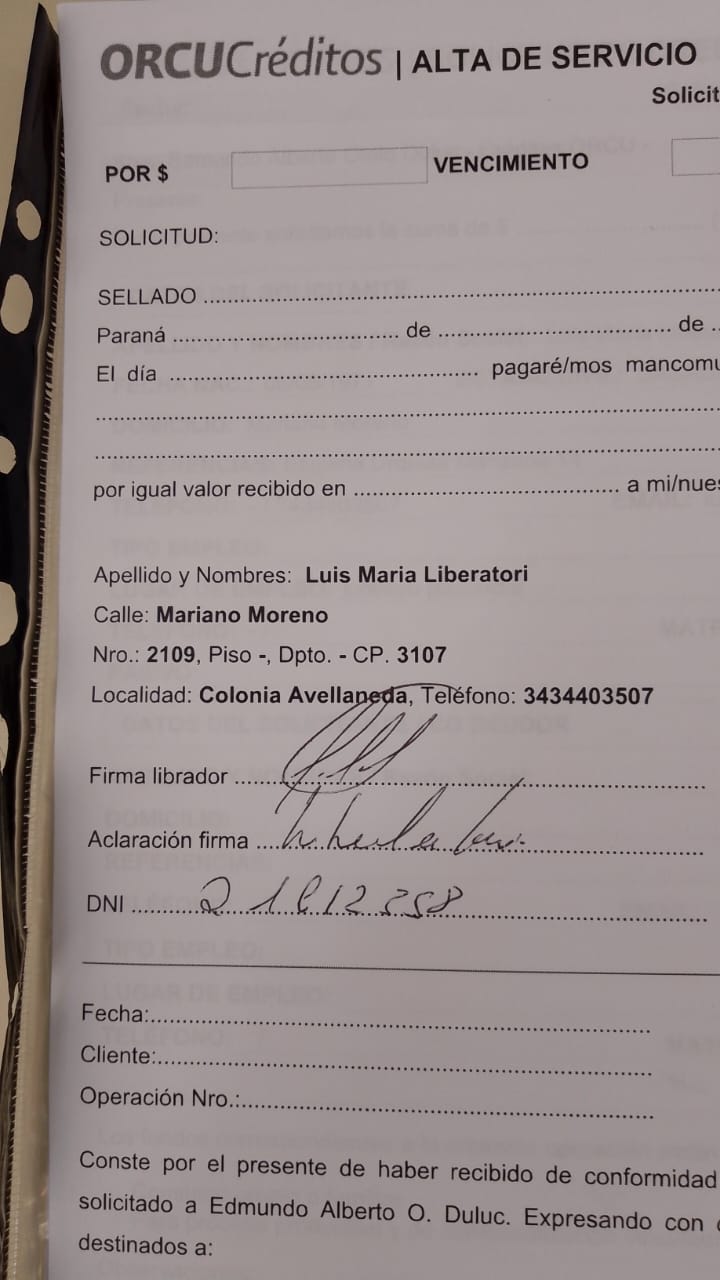 ORCUCréditos | ALTA DE SERVICIO
Solicit
POR $ VENCIMIENTO
SOLICITUD:
SELLADO
Paraná de de
El día pagaré/mos mancomu
por igual valor recibido en a mi/nues
Apellido y Nombres: Luis Maria Liberatori
Calle: Mariano Moreno
Nro.: 2109, Piso -, Dpto. - CP. 3107
Localidad: Colonia Avellaneda, Teléfono: 3434403507
Firma librador
Aclaración firma
DNI
Fecha:
Cliente:
Operación Nro.:
Conste por el presente de haber recibido de conformidad
solicitado a Edmundo Alberto O. Duluc. Expresando con
destinados a: